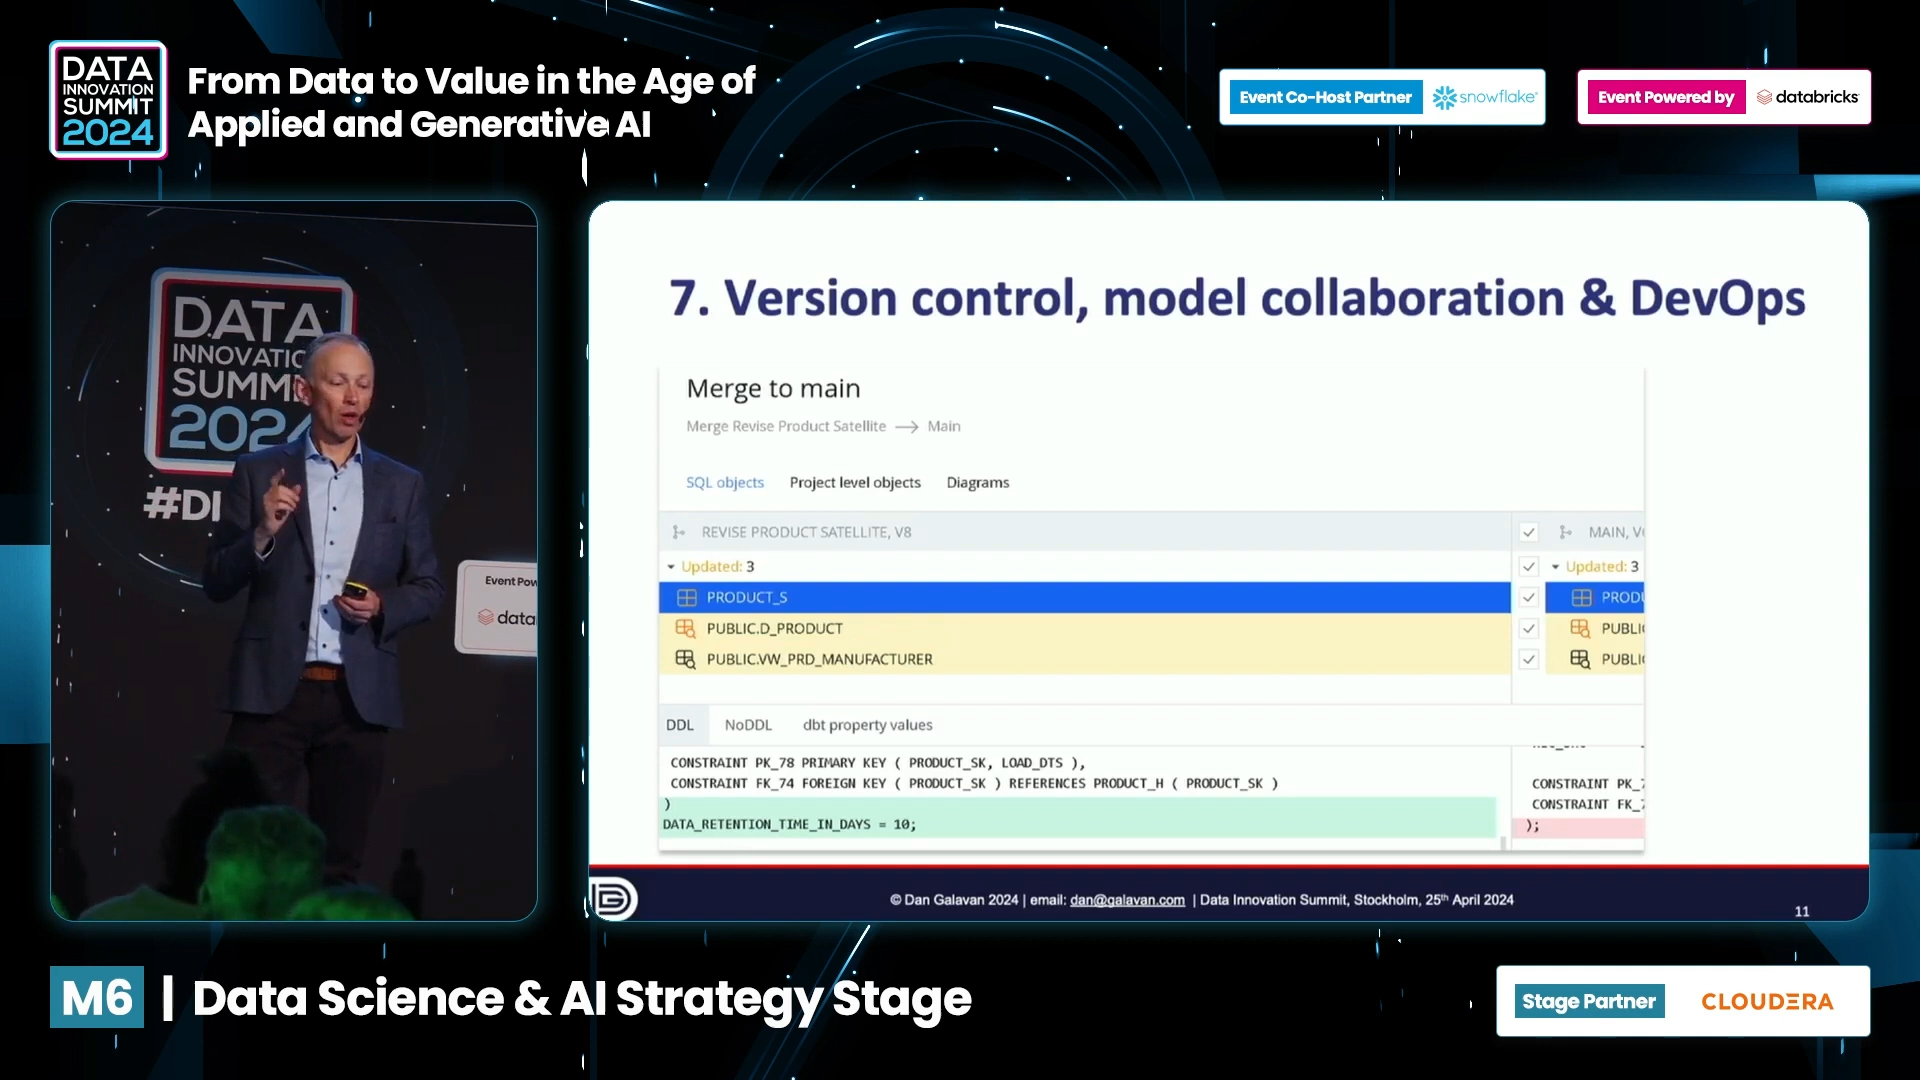 DATA
INNOVATION
SUMMIT
2024
From Data to Value in the Age of
Applied and Generative AI
Event Co-Host Partner
snowflake
Event Powered by
databricks
DATA
INNOVATIO
SUMMI
2024
#DI
Event Pow
data
7. Version control, model collaboration & DevOps
Merge to main
Merge Revise Product Satellite → Main
SQL objects Project level objects Diagrams
REVISE PRODUCT SATELLITE, V8 MAIN, V
Updated: 3 Updated: 3
PRODUCT_S PRODU
PUBLIC.D_PRODUCT PUBLI
PUBLIC.VW_PRD_MANUFACTURER PUBLI
DDL NoDDL dbt property values
CONSTRAINT PK_78 PRIMARY KEY ( PRODUCT_SK, LOAD_DTS ),
CONSTRAINT FK_74 FOREIGN KEY ( PRODUCT_SK ) REFERENCES PRODUCT_H ( PRODUCT_SK )
)
DATA_RETENTION_TIME_IN_DAYS = 10;
CONSTRAINT PK_7
CONSTRAINT FK_7
);
© Dan Galavan 2024 | email: dan@galavan.com | Data Innovation Summit, Stockholm, 25th April 2024
11
M6 | Data Science & AI Strategy Stage
Stage Partner
CLOUDERA